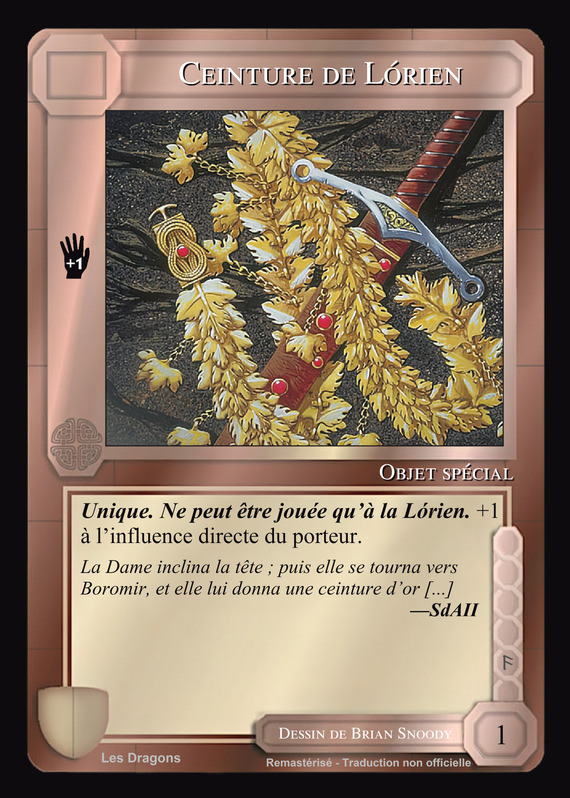 Ceinture de Lórien
+1
Objet spécial
Unique. Ne peut être jouée qu'à la Lórien. +1
à l'influence directe du porteur.
La Dame inclina la tête ; puis elle se tourna vers
Boromir, et elle lui donna une ceinture d'or [...]
—SdAII
ᚩ
Dessin de Brian Snoody
1
Les Dragons
Remastérisé - Traduction non officielle